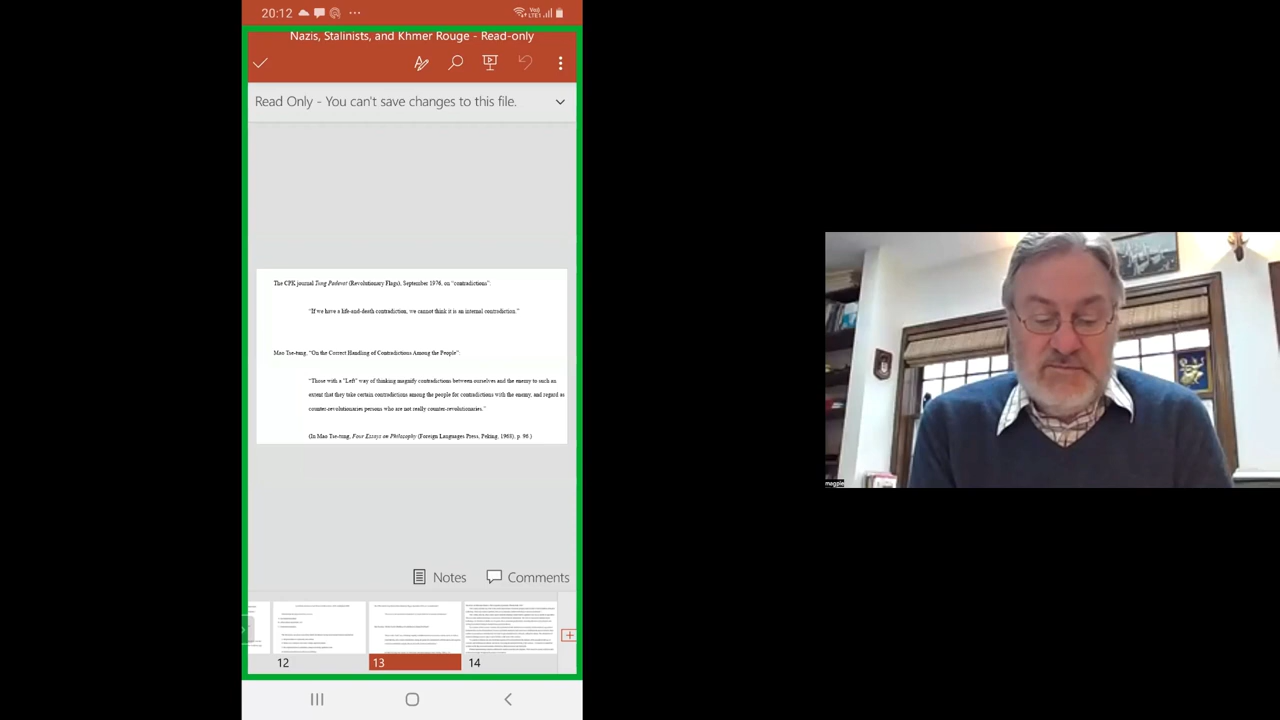 20:12
Nazis, Stalinists, and Khmer Rouge - Read-only
Read Only - You can't save changes to this file.
The CPK journal Tung Padevat (Revolutionary Flags), September 1976, on "contradictions":
"If we have a life-and-death contradiction, we cannot think it is an internal contradiction."
Mao Tse-tung, "On the Correct Handling of Contradictions Among the People":
"Those with a "Left" way of thinking magnify contradictions between ourselves and the enemy to such an
extent that they take certain contradictions among the people for contradictions with the enemy, and regard as
counter-revolutionaries persons who are not really counter-revolutionaries."
(In Mao Tse-tung, Four Essays on Philosophy (Foreign Languages Press, Peking, 1968), p. 96.)
Notes Comments
12 13 14
magpie